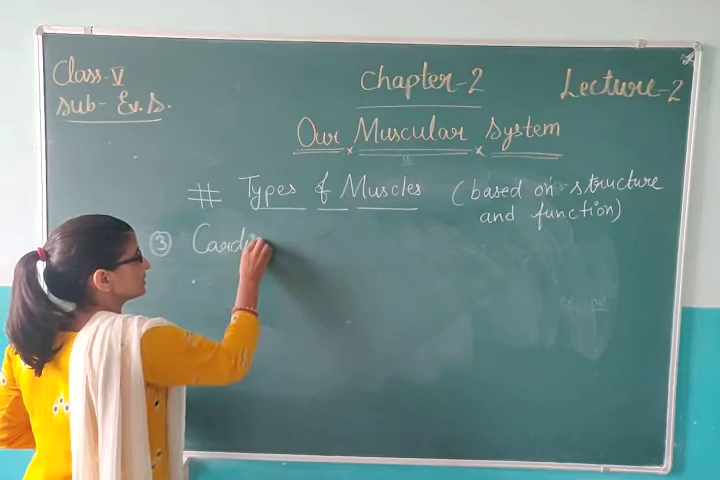 Class-V
Sub- Ev.S.
Chapter-2
Lecture-2
Our Muscular System
# Types of Muscles (based on structure
and function)
③ Cardi